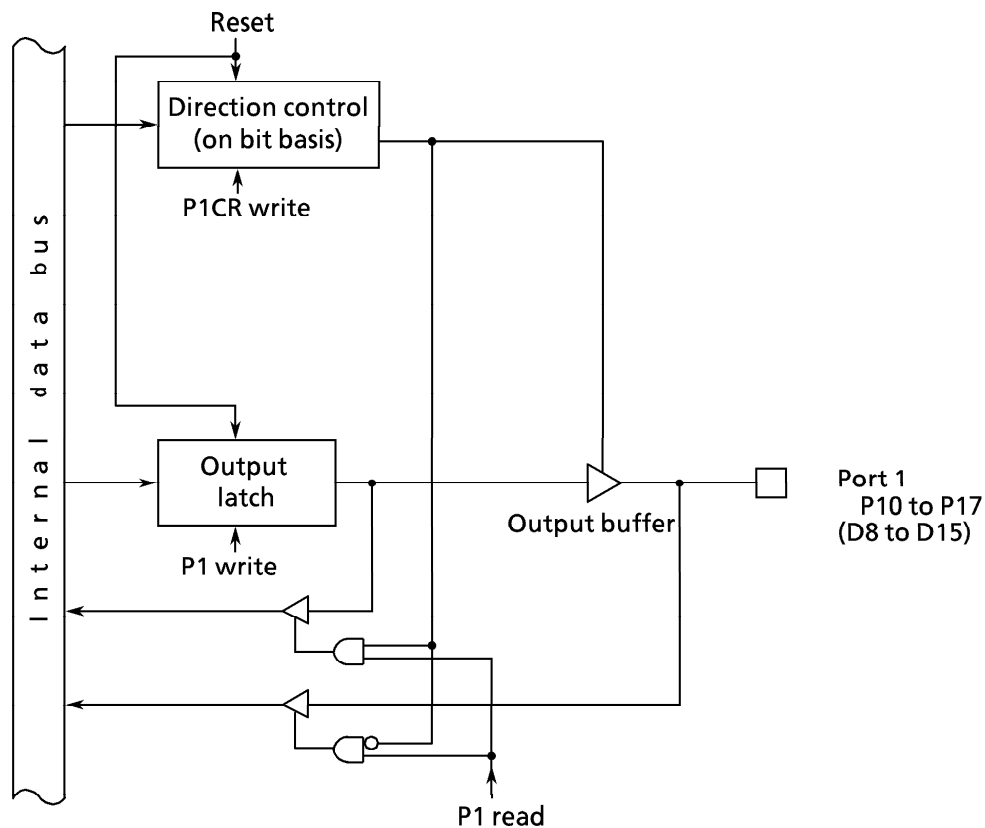 Reset
Direction control
(on bit basis)
P1CR write
Internal data bus
Output
latch
Output buffer
P1 write
Port 1
P10 to P17
(D8 to D15)
P1 read